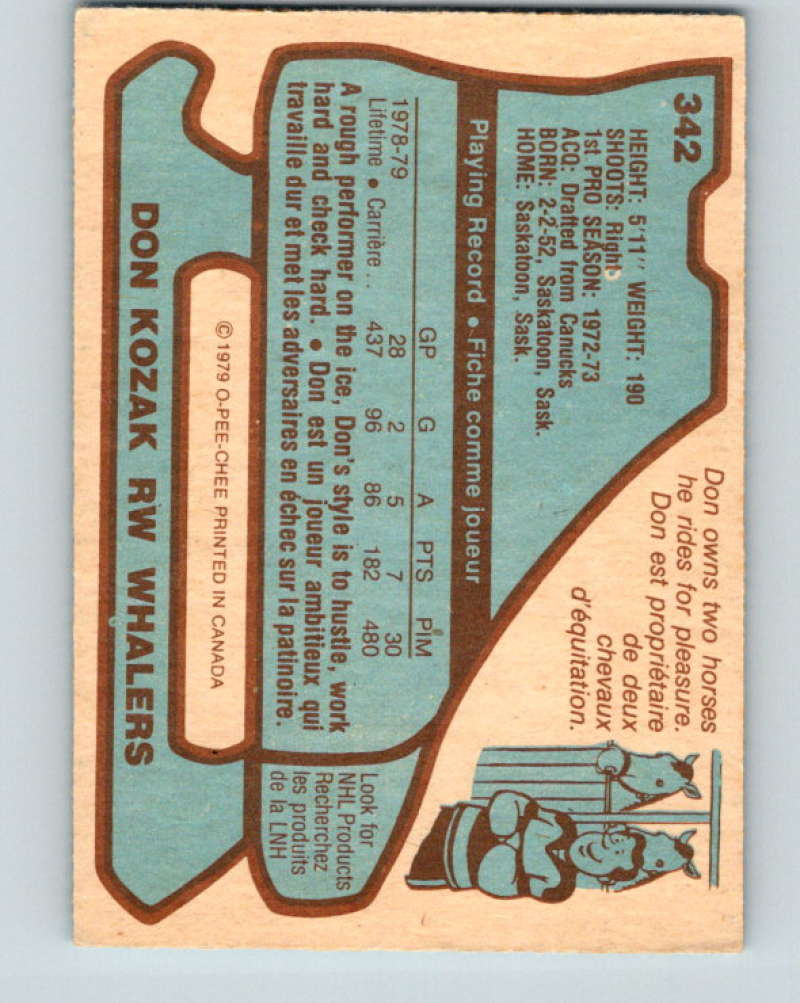 342
HEIGHT: 5'11" WEIGHT: 190
SHOOTS: Right
1st PRO SEASON: 1972-73
ACQ: Drafted from Canucks
BORN: 2-2-52, Saskatoon, Sask.
HOME: Saskatoon, Sask.
Don owns two horses
he rides for pleasure.
Don est propriétaire
de deux
chevaux
d'équitation.
Playing Record • Fiche comme joueur
GP G A PTS PIM
1978-79 28 2 5 7 30
Lifetime • Carrière .. 437 96 86 182 480
A rough performer on the ice, Don's style is to hustle, work
hard and check hard. • Don est un joueur ambitieux qui
travaille dur et met les adversaires en échec sur la patinoire.
Look for
NHL Products
Recherchez
les produits
de la LNH
© 1979 O-PEE-CHEE PRINTED IN CANADA
DON KOZAK RW WHALERS